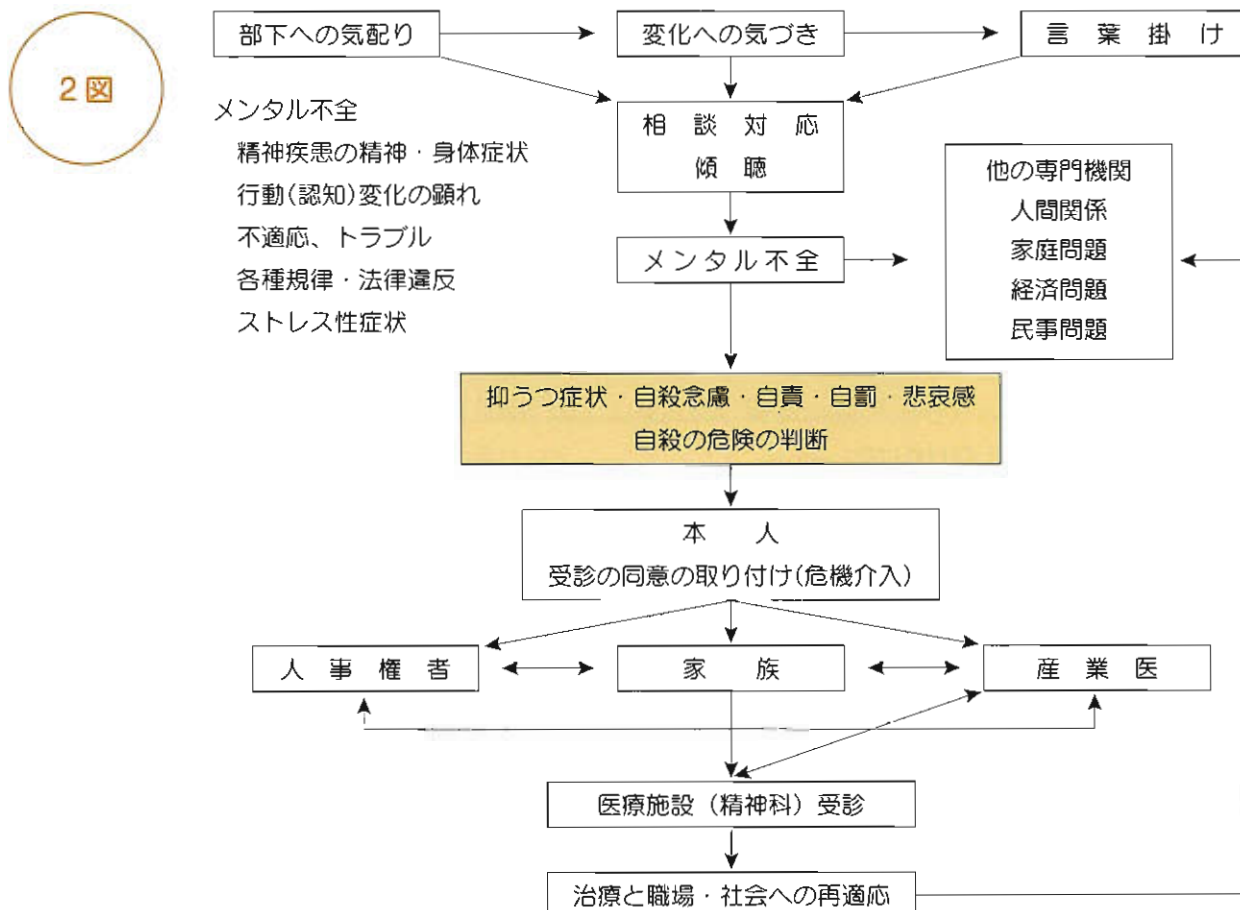 2図
部下への気配り
変化への気づき
言葉掛け
メンタル不全
精神疾患の精神・身体症状
行動(認知)変化の顕れ
不適応、トラブル
各種規律・法律違反
ストレス性症状
相談対応
傾聴
メンタル不全
他の専門機関
人間関係
家庭問題
経済問題
民事問題
抑うつ症状・自殺念慮・自責・自罰・悲哀感
自殺の危険の判断
本人
受診の同意の取り付け(危機介入)
人事権者
家族
産業医
医療施設(精神科)受診
治療と職場・社会への再適応